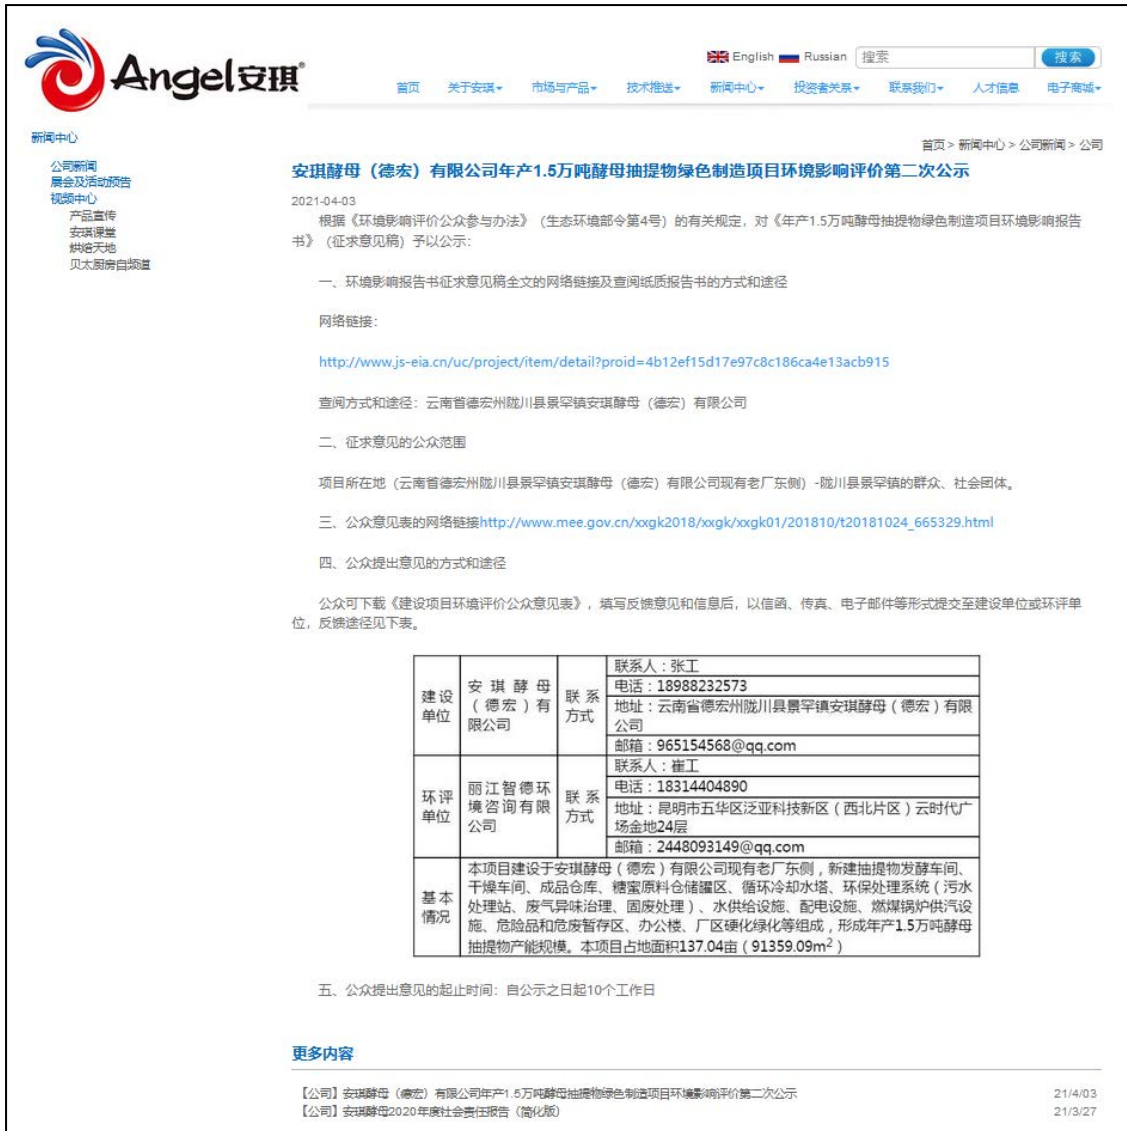 Angel安琪®
English Russian 搜索 搜索
首页 关于安琪 市场与产品 技术推送 新闻中心 投资者关系 联系我们 人才信息 电子商城
新闻中心
公司新闻
展会及活动预告
视频中心
产品宣传
安琪课堂
烘焙天地
贝太厨房自频道
首页 > 新闻中心 > 公司新闻 > 公司
安琪酵母（德宏）有限公司年产1.5万吨酵母抽提物绿色制造项目环境影响评价第二次公示
2021-04-03
根据《环境影响评价公众参与办法》（生态环境部令第4号）的有关规定，对《年产1.5万吨酵母抽提物绿色制造项目环境影响报告
书》（征求意见稿）予以公示：
一、环境影响报告书征求意见稿全文的网络链接及查阅纸质报告书的方式和途径
网络链接：
http://www.js-eia.cn/uc/project/item/detail?proid=4b12ef15d17e97c8c186ca4e13acb915
查阅方式和途径：云南省德宏州陇川县景罕镇安琪酵母（德宏）有限公司
二、征求意见的公众范围
项目所在地（云南省德宏州陇川县景罕镇安琪酵母（德宏）有限公司现有老厂东侧）-陇川县景罕镇的群众、社会团体。
三、公众意见表的网络链接http://www.mee.gov.cn/xxgk2018/xxgk/xxgk01/201810/t20181024_665329.html
四、公众提出意见的方式和途径
公众可下载《建设项目环境评价公众意见表》，填写反馈意见和信息后，以信函、传真、电子邮件等形式提交至建设单位或环评单
位，反馈途径见下表。
建设
单位
安琪酵母
（德宏）有
限公司
联系
方式
联系人：张工
电话：18988232573
地址：云南省德宏州陇川县景罕镇安琪酵母（德宏）有限
公司
邮箱：965154568@qq.com
环评
单位
丽江智德环
境咨询有限
公司
联系
方式
联系人：崔工
电话：18314404890
地址：昆明市五华区泛亚科技新区（西北片区）云时代广
场金地24层
邮箱：2448093149@qq.com
基本
情况
本项目建设于安琪酵母（德宏）有限公司现有老厂东侧，新建抽提物发酵车间、
干燥车间、成品仓库、糖蜜原料仓储罐区、循环冷却水塔、环保处理系统（污水
处理站、废气异味治理、固废处理）、水供给设施、配电设施、燃煤锅炉供汽设
施、危险品和危废暂存区、办公楼、厂区硬化绿化等组成，形成年产1.5万吨酵母
抽提物产能规模。本项目占地面积137.04亩（91359.09m²）
五、公众提出意见的起止时间：自公示之日起10个工作日
更多内容
【公司】安琪酵母（德宏）有限公司年产1.5万吨酵母抽提物绿色制造项目环境影响评价第二次公示 21/4/03
【公司】安琪酵母2020年度社会责任报告（简化版） 21/3/27